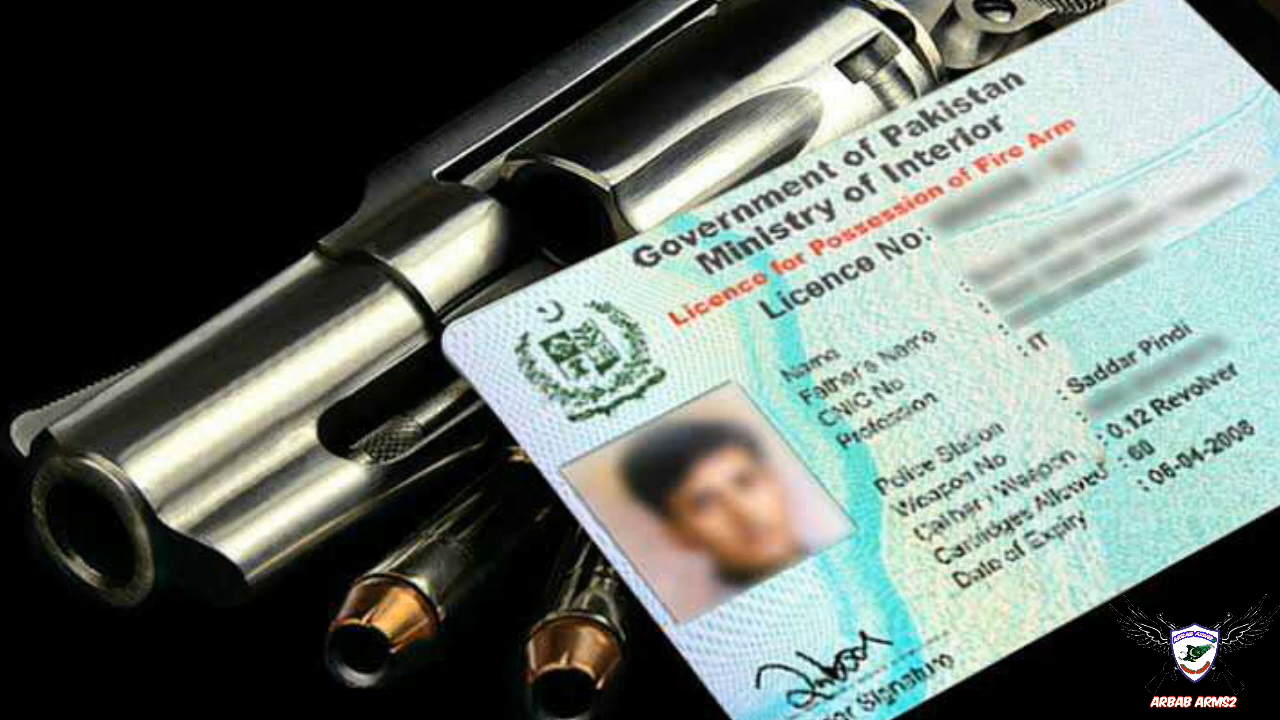 Government of Pakistan
Ministry of Interior
Licence for Possession of Fire Arm
Licence No:
Name :
Father's Name :
CNIC No :
Profession : IT
Police Station : Saddar Pindi
Weapon No :
Caliber / Weapon : 0.12 Revolver
Cartridges Allowed : 60
Date of Expiry : 06-04-2008
Signature
ARBAB ARMS
ARBAB ARMS2